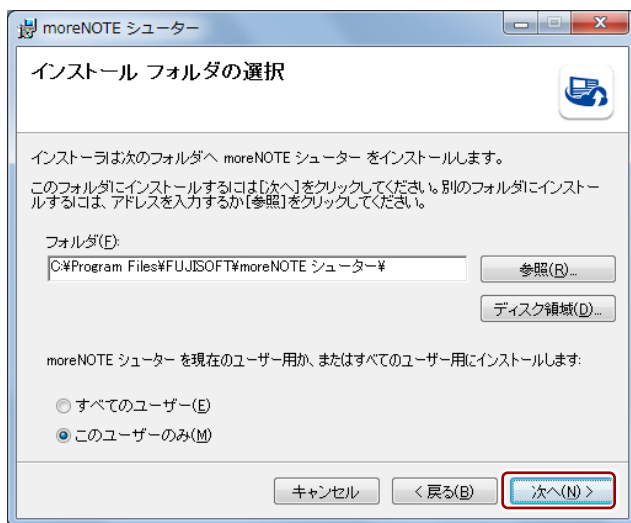 moreNOTE シューター
インストール フォルダの選択
インストーラは次のフォルダへ moreNOTE シューター をインストールします。
このフォルダにインストールするには[次へ]をクリックしてください。別のフォルダにインストー
ルするには、アドレスを入力するか[参照]をクリックしてください。
フォルダ(F):
C:¥Program Files¥FUJISOFT¥moreNOTE シューター¥
参照(R)...
ディスク領域(D)...
moreNOTE シューター を現在のユーザー用か、またはすべてのユーザー用にインストールします:
すべてのユーザー(E)
このユーザーのみ(M)
キャンセル
< 戻る(B)
次へ(N) >